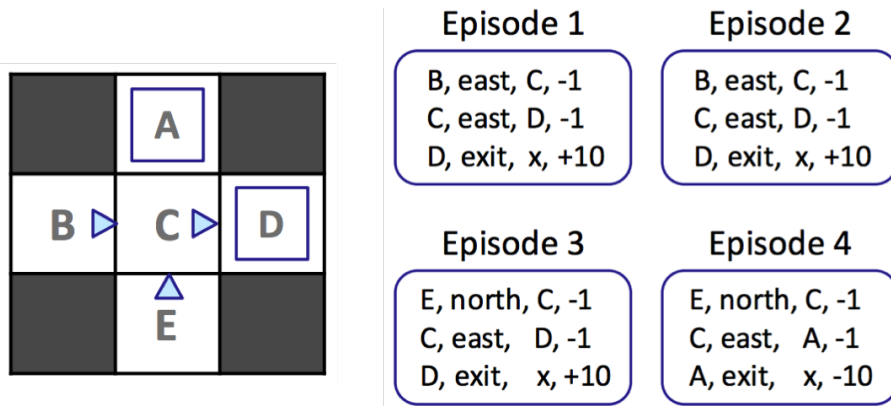 A
B C D
E
Episode 1
B, east, C, -1
C, east, D, -1
D, exit, x, +10
Episode 2
B, east, C, -1
C, east, D, -1
D, exit, x, +10
Episode 3
E, north, C, -1
C, east, D, -1
D, exit, x, +10
Episode 4
E, north, C, -1
C, east, A, -1
A, exit, x, -10